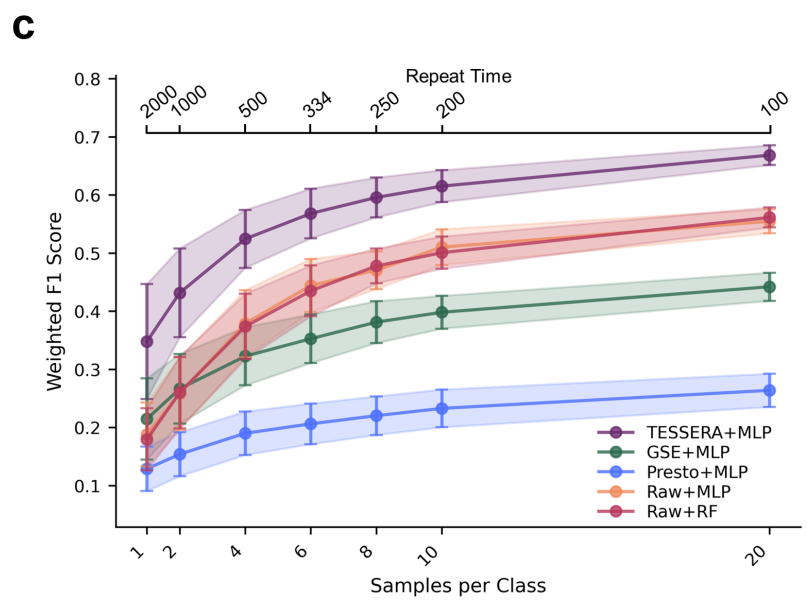 c
Repeat Time
2000 1000 500 334 250 200 100
0.8
0.7
0.6
0.5
0.4
0.3
0.2
0.1
Weighted F1 Score
TESSERA+MLP
GSE+MLP
Presto+MLP
Raw+MLP
Raw+RF
1 2 4 6 8 10 20
Samples per Class